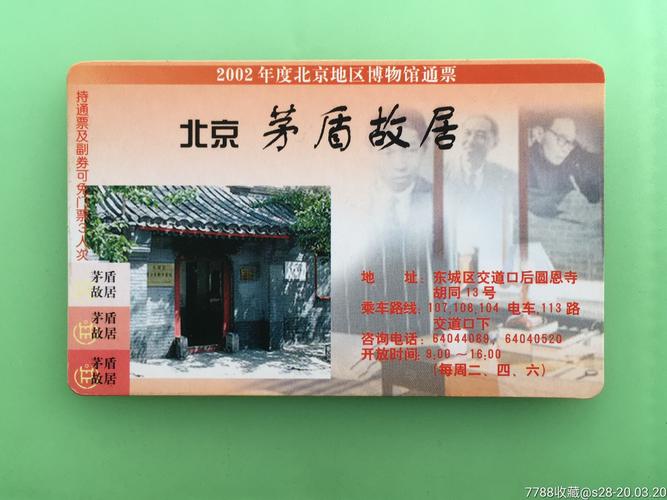 2002年度北京地区博物馆通票
持通票及副券可免门票3人次
北京 茅盾故居
茅盾
故居
茅盾
故居
茅盾
故居
地 址：东城区交道口后圆恩寺
胡同13号
乘车路线：107,108,104 电车,113路
交道口下
咨询电话：64044089、64040520
开放时间：9:00～16:00
(每周二、四、六)
7788收藏@s28-20.03.20